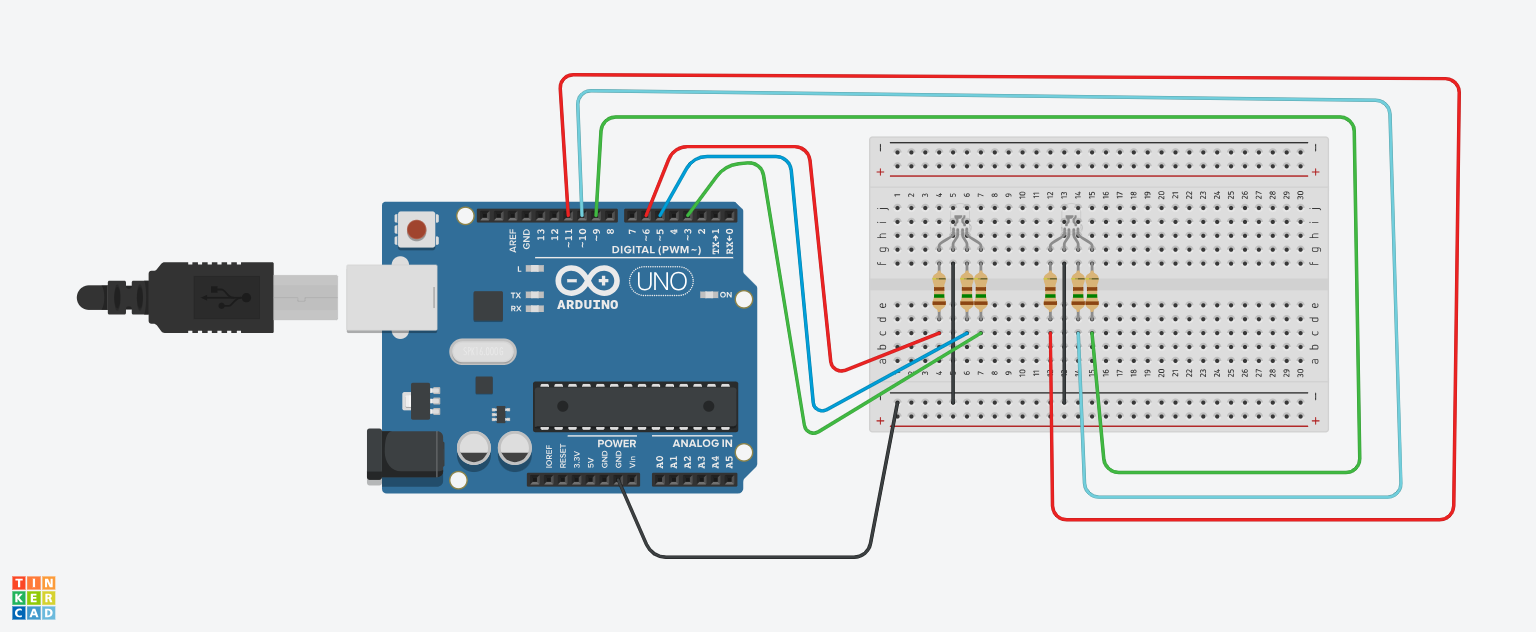 − −
+ +
1 2 3 4 5 6 7 8 9 10 11 12 13 14 15 16 17 18 19 20 21 22 23 24 25 26 27 28 29 30
j j
i i
h h
g g
f f
e e
d d
c c
b b
a a
1 2 3 4 5 6 7 8 9 10 11 12 13 14 15 16 17 18 19 20 21 22 23 24 25 26 27 28 29 30
− −
+ +
AREF
GND
13
12
~11
~10
~9
8
7
~6
~5
4
~3
2
TX→1
RX←0
DIGITAL (PWM~)
L
TX
RX
ARDUINO
UNO
ON
POWER
ANALOG IN
IOREF
RESET
3.3V
5V
GND
GND
Vin
A0
A1
A2
A3
A4
A5
TIN
KER
CAD